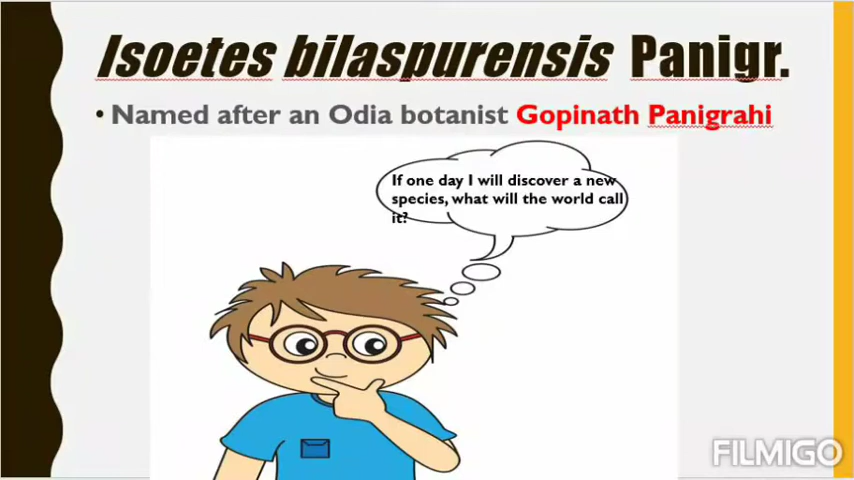 Isoetes bilaspurensis Panigr.
• Named after an Odia botanist Gopinath Panigrahi
If one day I will discover a new
species, what will the world call
it?
FILMIGO